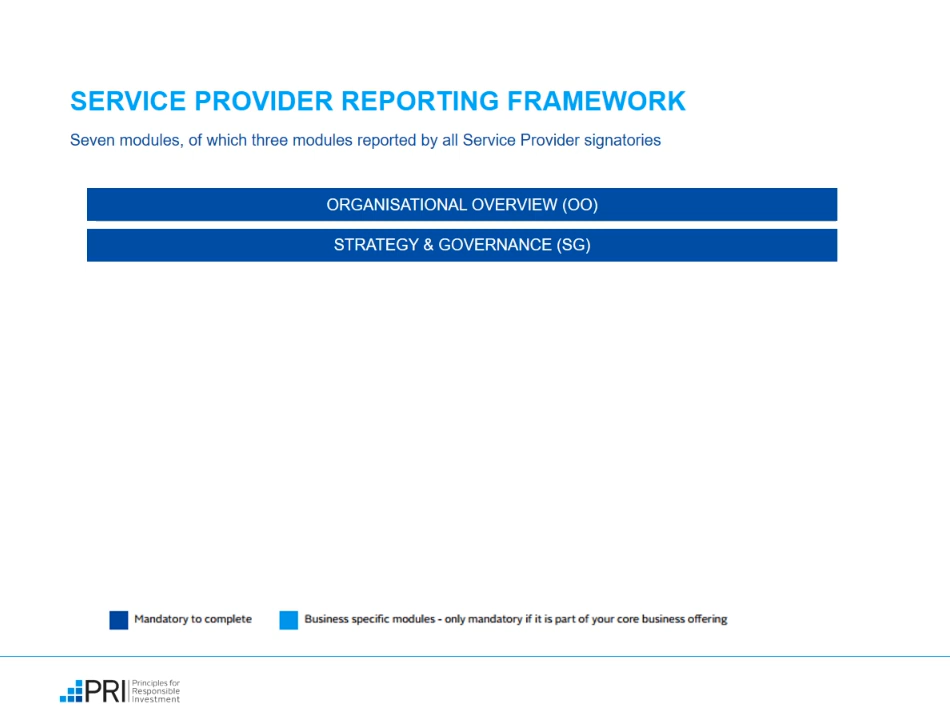 SERVICE PROVIDER REPORTING FRAMEWORK
Seven modules, of which three modules reported by all Service Provider signatories
ORGANISATIONAL OVERVIEW (OO)
STRATEGY & GOVERNANCE (SG)
Mandatory to complete
Business specific modules - only mandatory if it is part of your core business offering
PRI
Principles for
Responsible
Investment